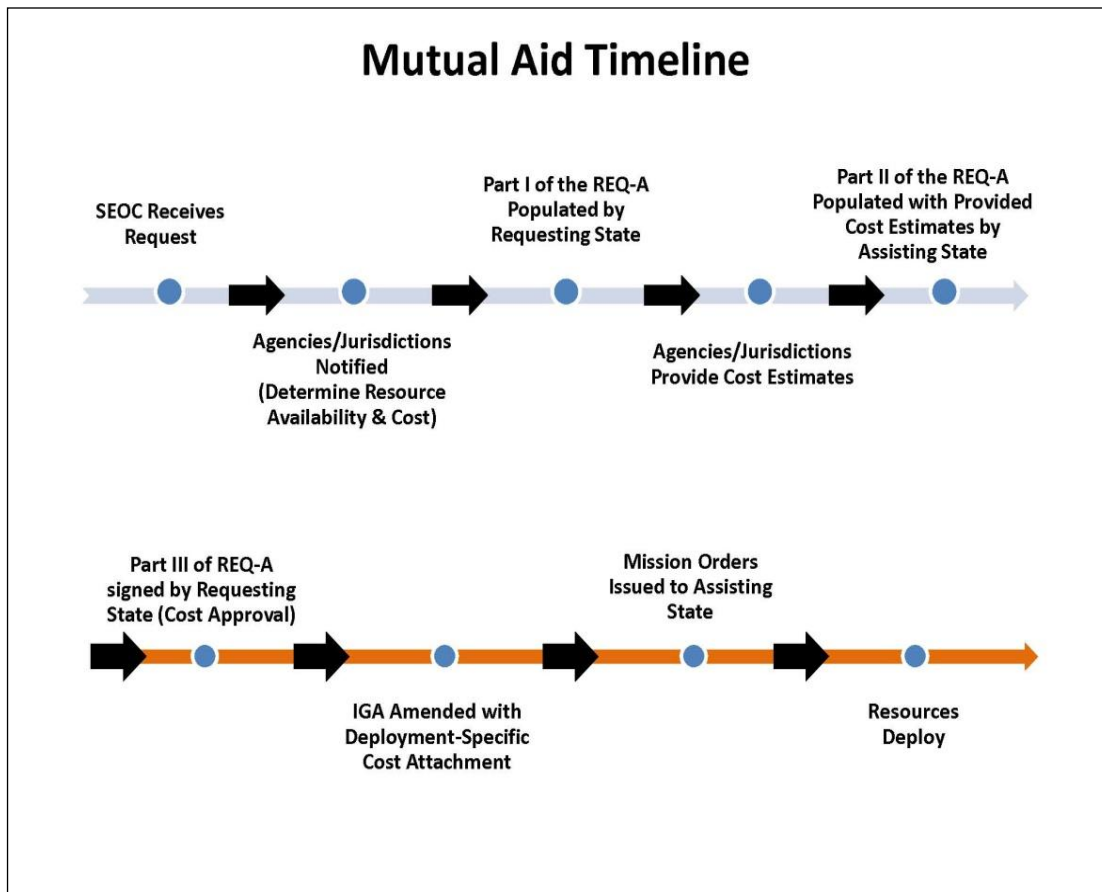 Mutual Aid Timeline
SEOC Receives
Request
Agencies/Jurisdictions
Notified
(Determine Resource
Availability & Cost)
Part I of the REQ-A
Populated by
Requesting State
Agencies/Jurisdictions
Provide Cost Estimates
Part II of the REQ-A
Populated with Provided
Cost Estimates by
Assisting State
Part III of REQ-A
signed by Requesting
State (Cost Approval)
IGA Amended with
Deployment-Specific
Cost Attachment
Mission Orders
Issued to Assisting
State
Resources
Deploy